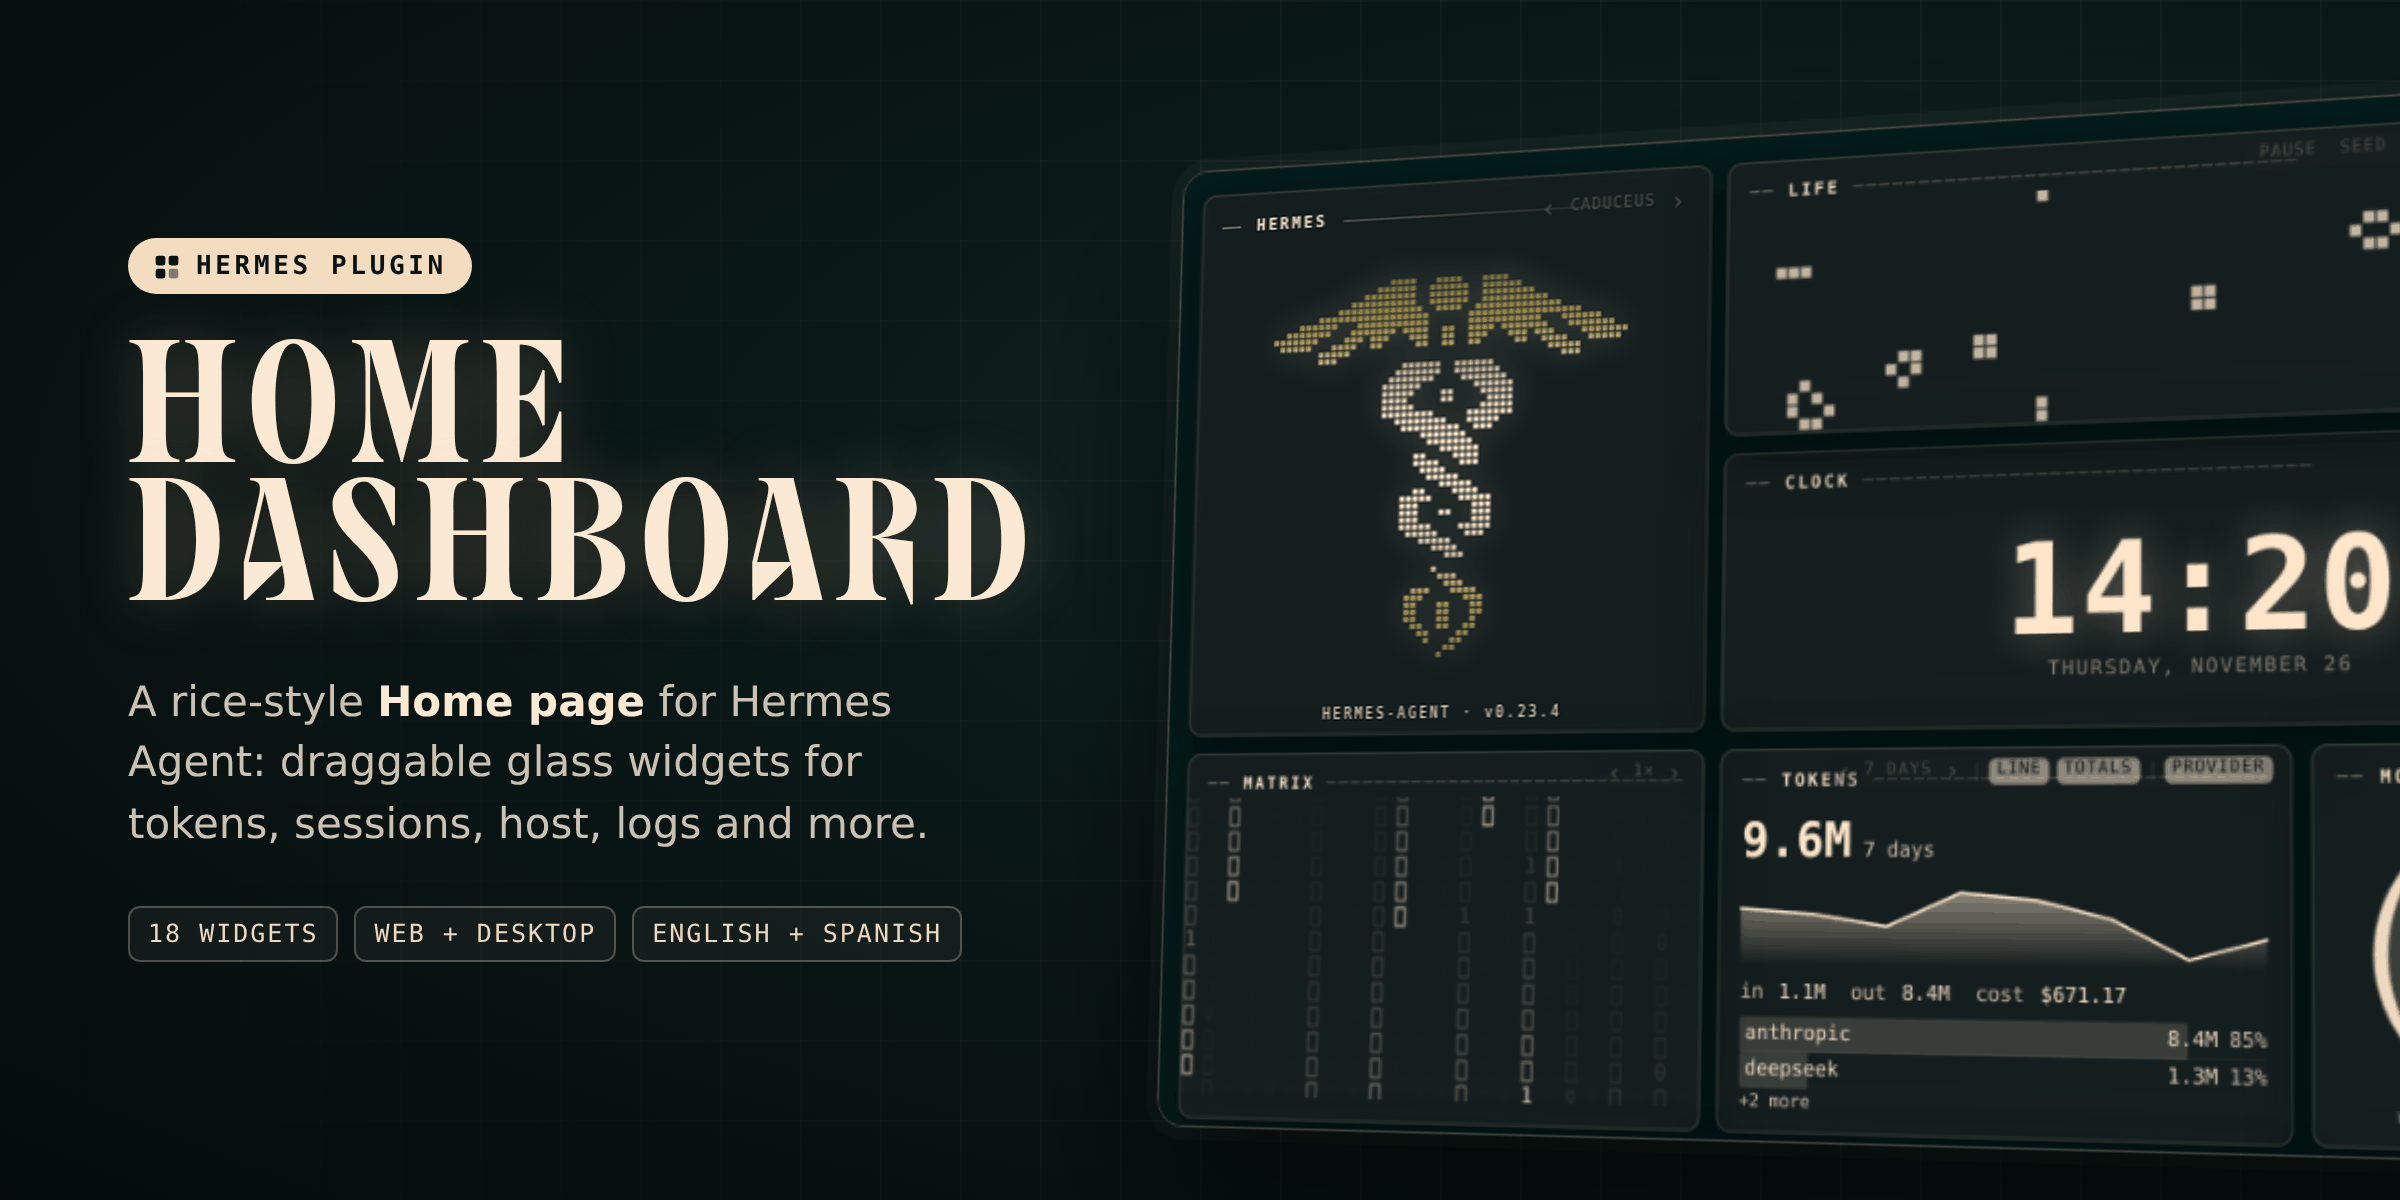 HERMES PLUGIN
HOME
DASHBOARD
A rice-style Home page for Hermes
Agent: draggable glass widgets for
tokens, sessions, host, logs and more.
18 WIDGETS
WEB + DESKTOP
ENGLISH + SPANISH
HERMES
‹ CADUCEUS ›
HERMES-AGENT · v0.23.4
LIFE
PAUSE SEED
CLOCK
14:20
THURSDAY, NOVEMBER 26
MATRIX
‹ 1× ›
TOKENS
‹ 7 DAYS ›
LINE TOTALS PROVIDER
9.6M 7 days
in 1.1M out 8.4M cost $671.17
anthropic 8.4M 85%
deepseek 1.3M 13%
+2 more